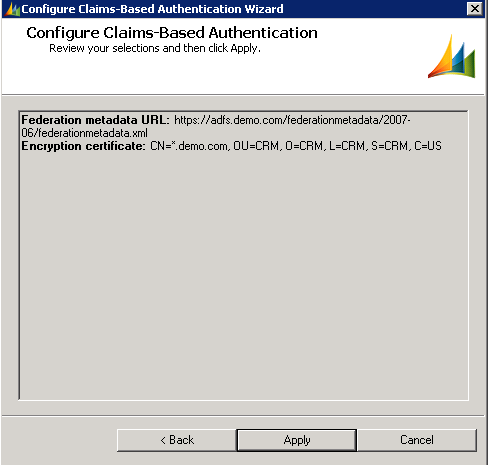 Configure Claims-Based Authentication Wizard
Configure Claims-Based Authentication
Review your selections and then click Apply.
Federation metadata URL: https://adfs.demo.com/federationmetadata/2007-
06/federationmetadata.xml
Encryption certificate: CN=*.demo.com, OU=CRM, O=CRM, L=CRM, S=CRM, C=US
< Back Apply Cancel